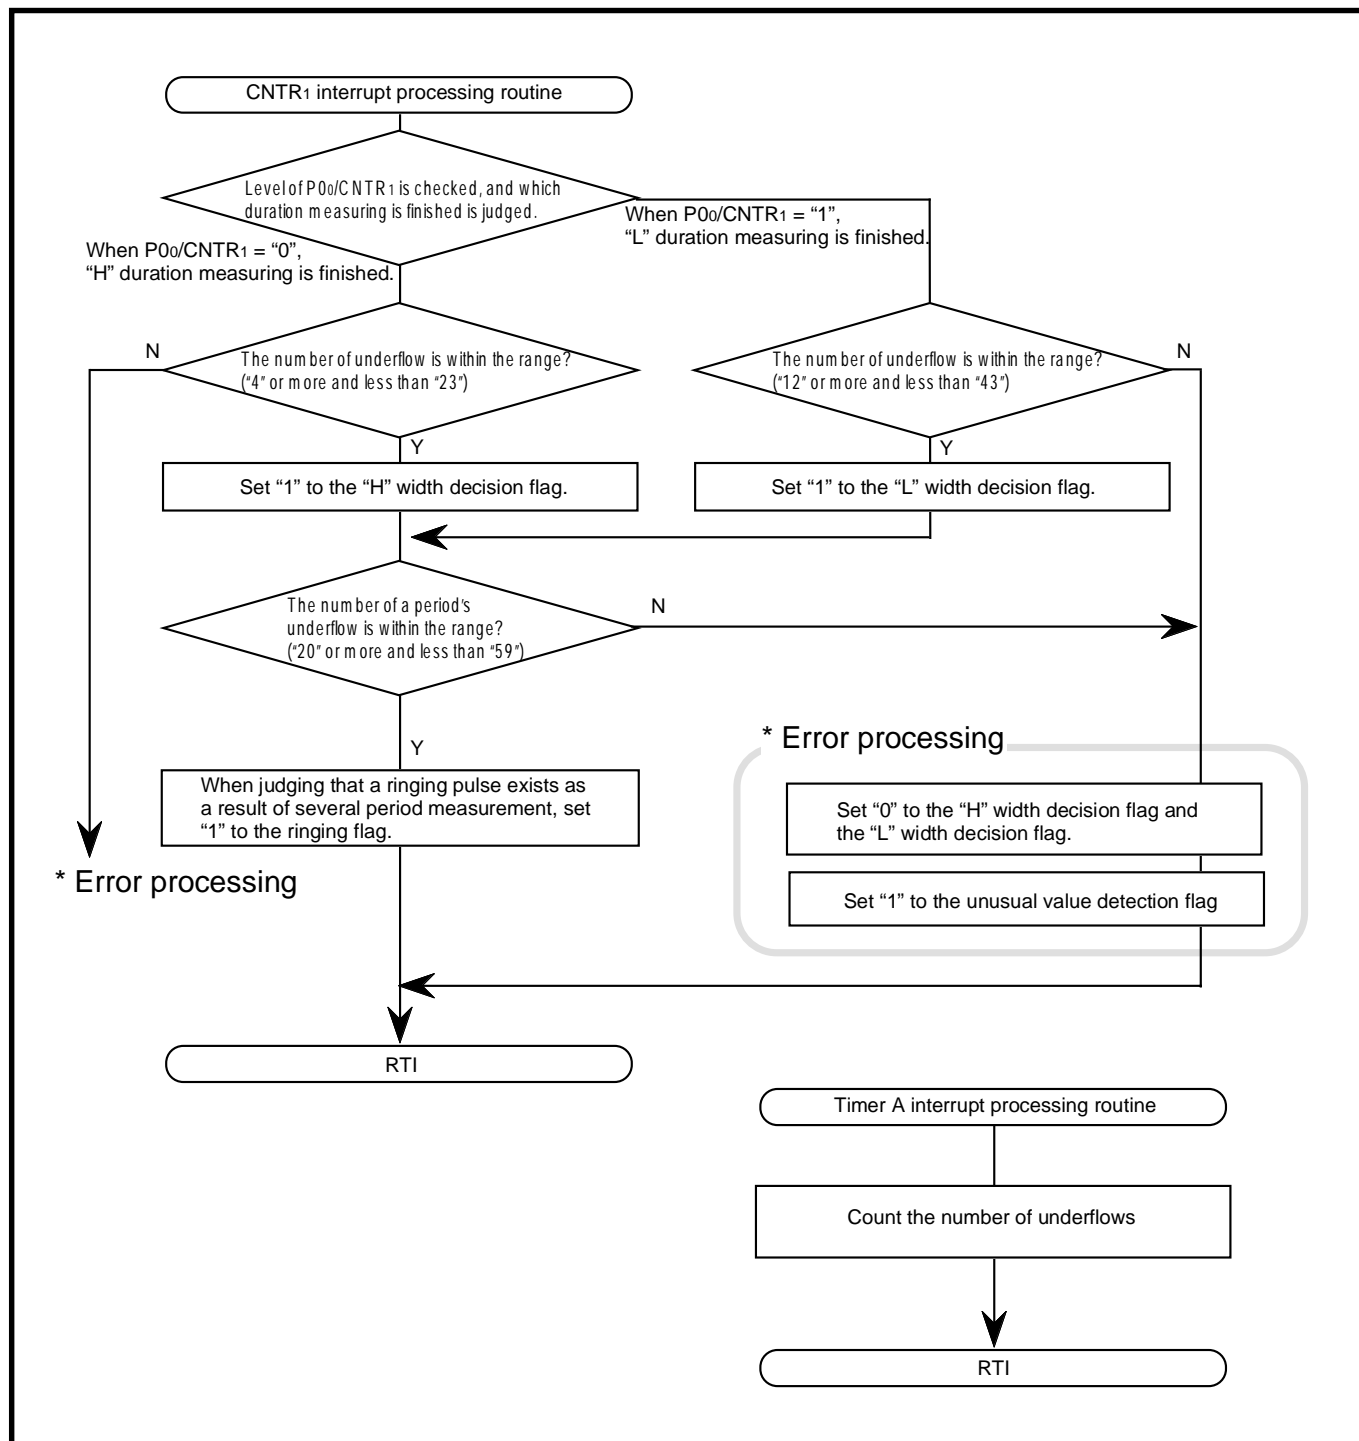 CNTR1 interrupt processing routine
Level of P00/CNTR1 is checked, and which
duration measuring is finished is judged.
When P00/CNTR1 = “1”,
“L” duration measuring is finished.
When P00/CNTR1 = “0”,
“H” duration measuring is finished.
N
The number of underflow is within the range?
(“4” or more and less than “23”)
The number of underflow is within the range?
(“12” or more and less than “43”)
N
Y
Y
Set “1” to the “H” width decision flag.
Set “1” to the “L” width decision flag.
The number of a period's
underflow is within the range?
(“20” or more and less than “59”)
N
Y
* Error processing
When judging that a ringing pulse exists as
a result of several period measurement, set
“1” to the ringing flag.
Set “0” to the “H” width decision flag and
the “L” width decision flag.
* Error processing
Set “1” to the unusual value detection flag
RTI
Timer A interrupt processing routine
Count the number of underflows
RTI